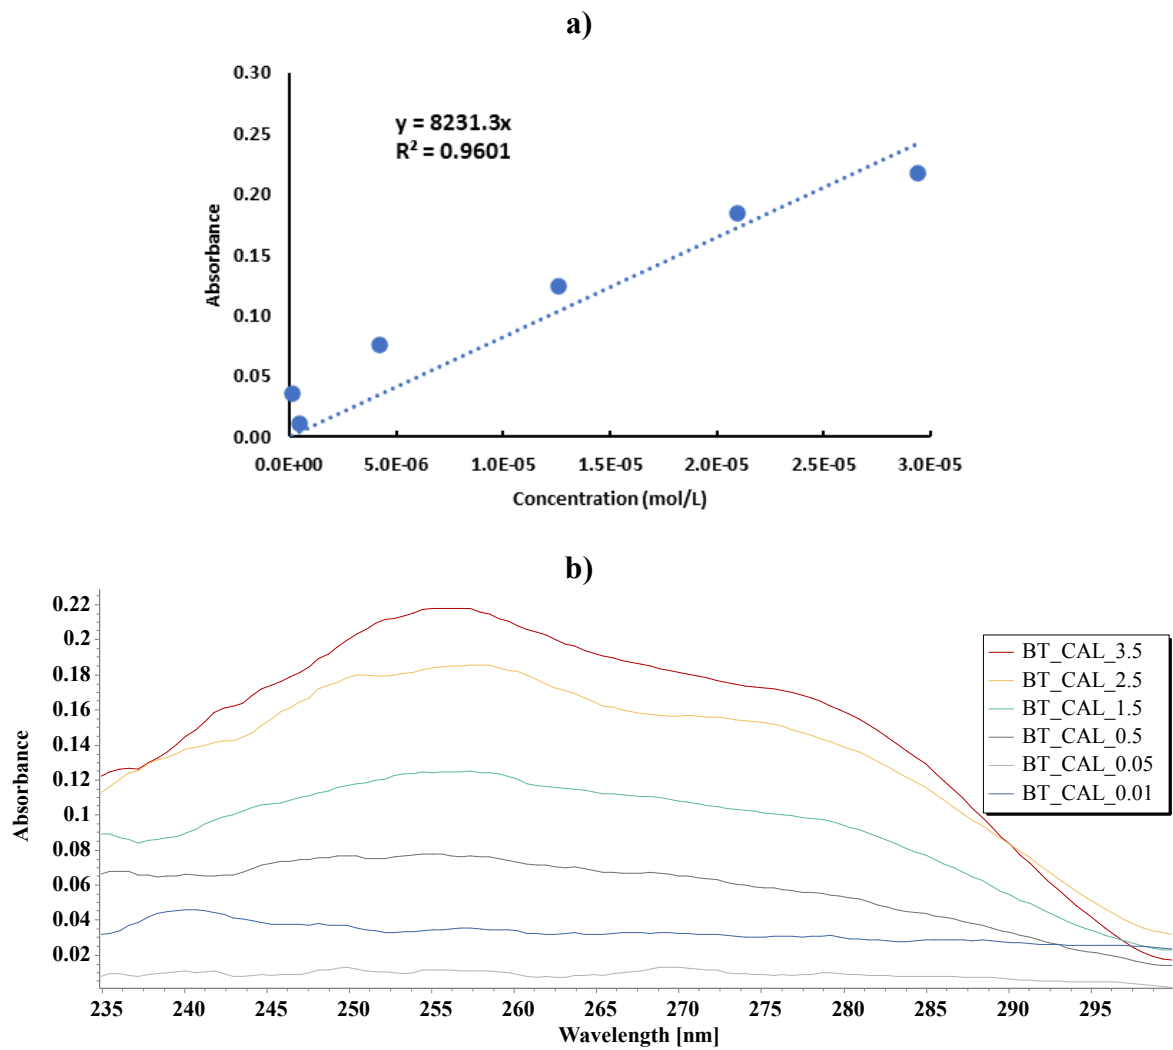 a)
0.30
0.25
0.20
0.15
0.10
0.05
0.00
y = 8231.3x
R² = 0.9601
Absorbance
0.0E+00 5.0E-06 1.0E-05 1.5E-05 2.0E-05 2.5E-05 3.0E-05
Concentration (mol/L)
b)
0.22
0.2
0.18
0.16
0.14
0.12
0.1
0.08
0.06
0.04
0.02
Absorbance
BT_CAL_3.5
BT_CAL_2.5
BT_CAL_1.5
BT_CAL_0.5
BT_CAL_0.05
BT_CAL_0.01
235 240 245 250 255 260 265 270 275 280 285 290 295
Wavelength [nm]